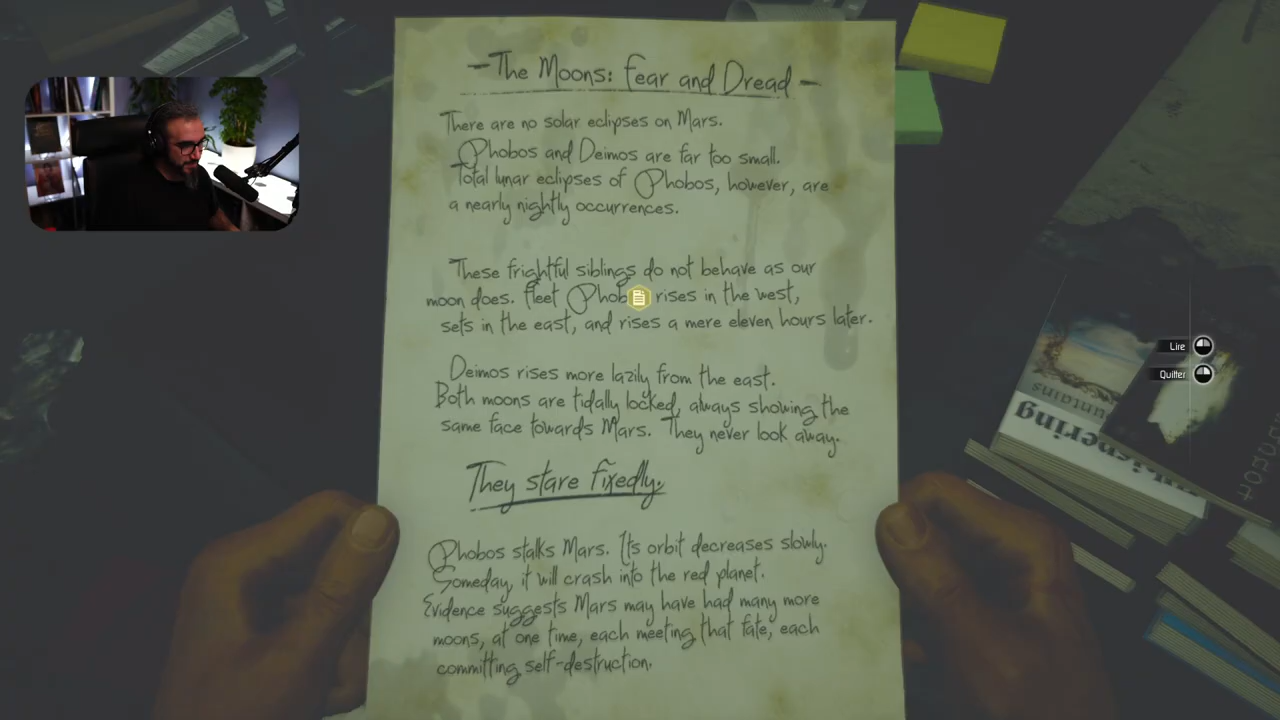 -The Moons: Fear and Dread-
There are no solar eclipses on Mars.
Phobos and Deimos are far too small.
Total lunar eclipses of Phobos, however, are
a nearly nightly occurrences.
These frightful siblings do not behave as our
moon does. Fleet Phob rises in the west,
sets in the east, and rises a mere eleven hours later.
Deimos rises more lazily from the east.
Both moons are tidally locked, always showing the
same face towards Mars. They never look away.
They stare fixedly.
Phobos stalks Mars. Its orbit decreases slowly.
Someday, it will crash into the red planet.
Evidence suggests Mars may have had many more
moons, at one time, each meeting that fate, each
committing self-destruction.
Lire
Quitter